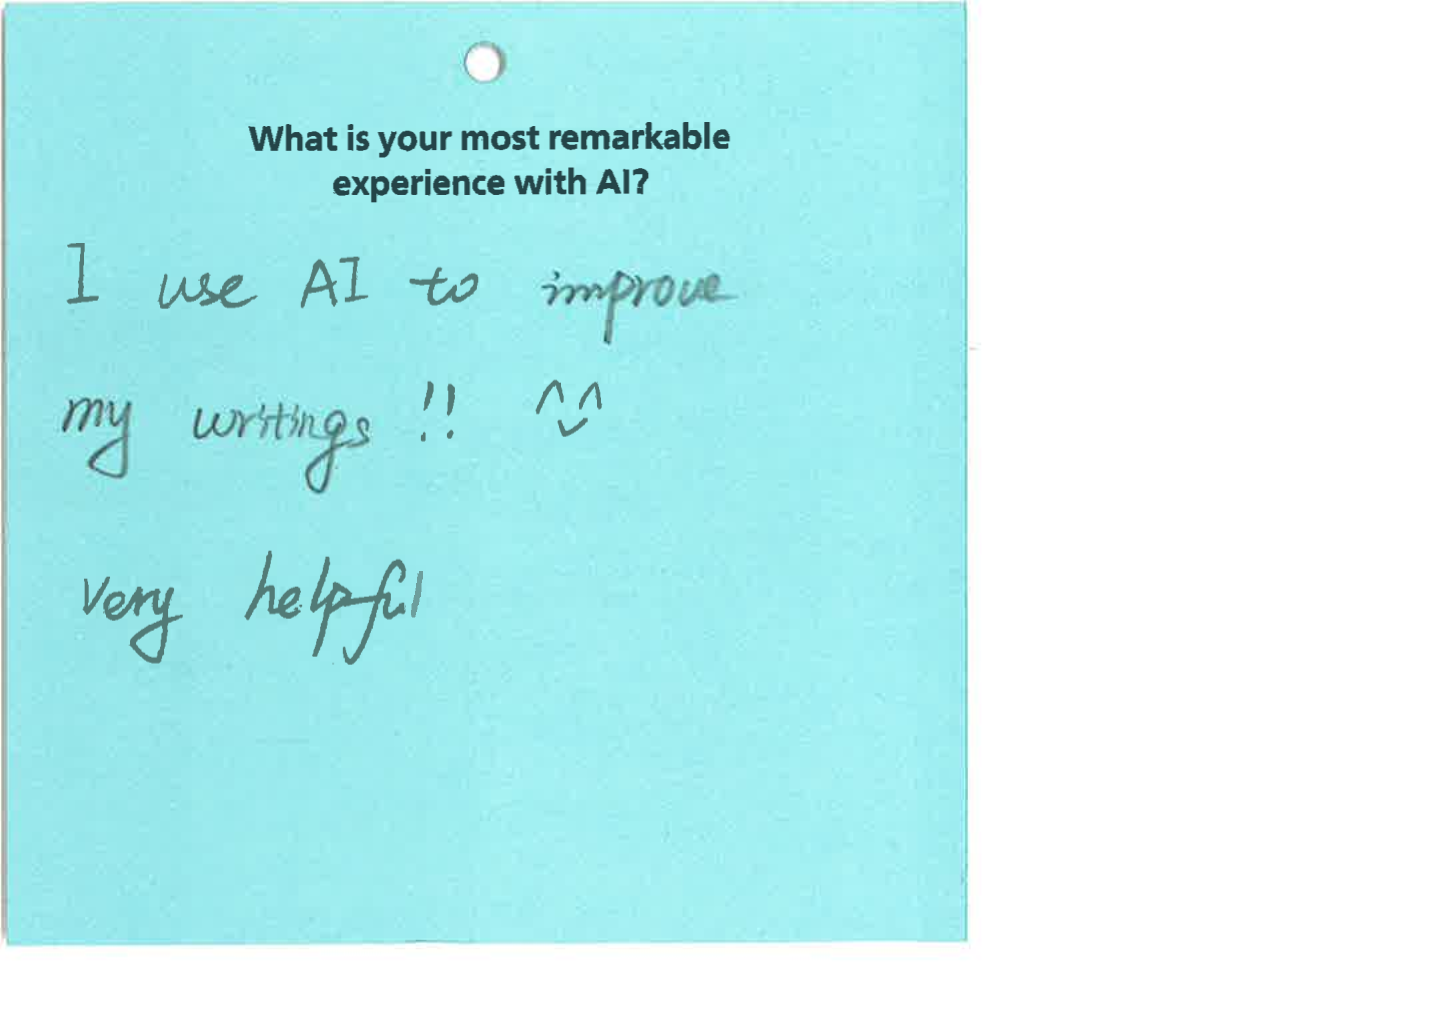 What is your most remarkable
experience with AI?
I use AI to improve
my writings !! ^^
very helpful